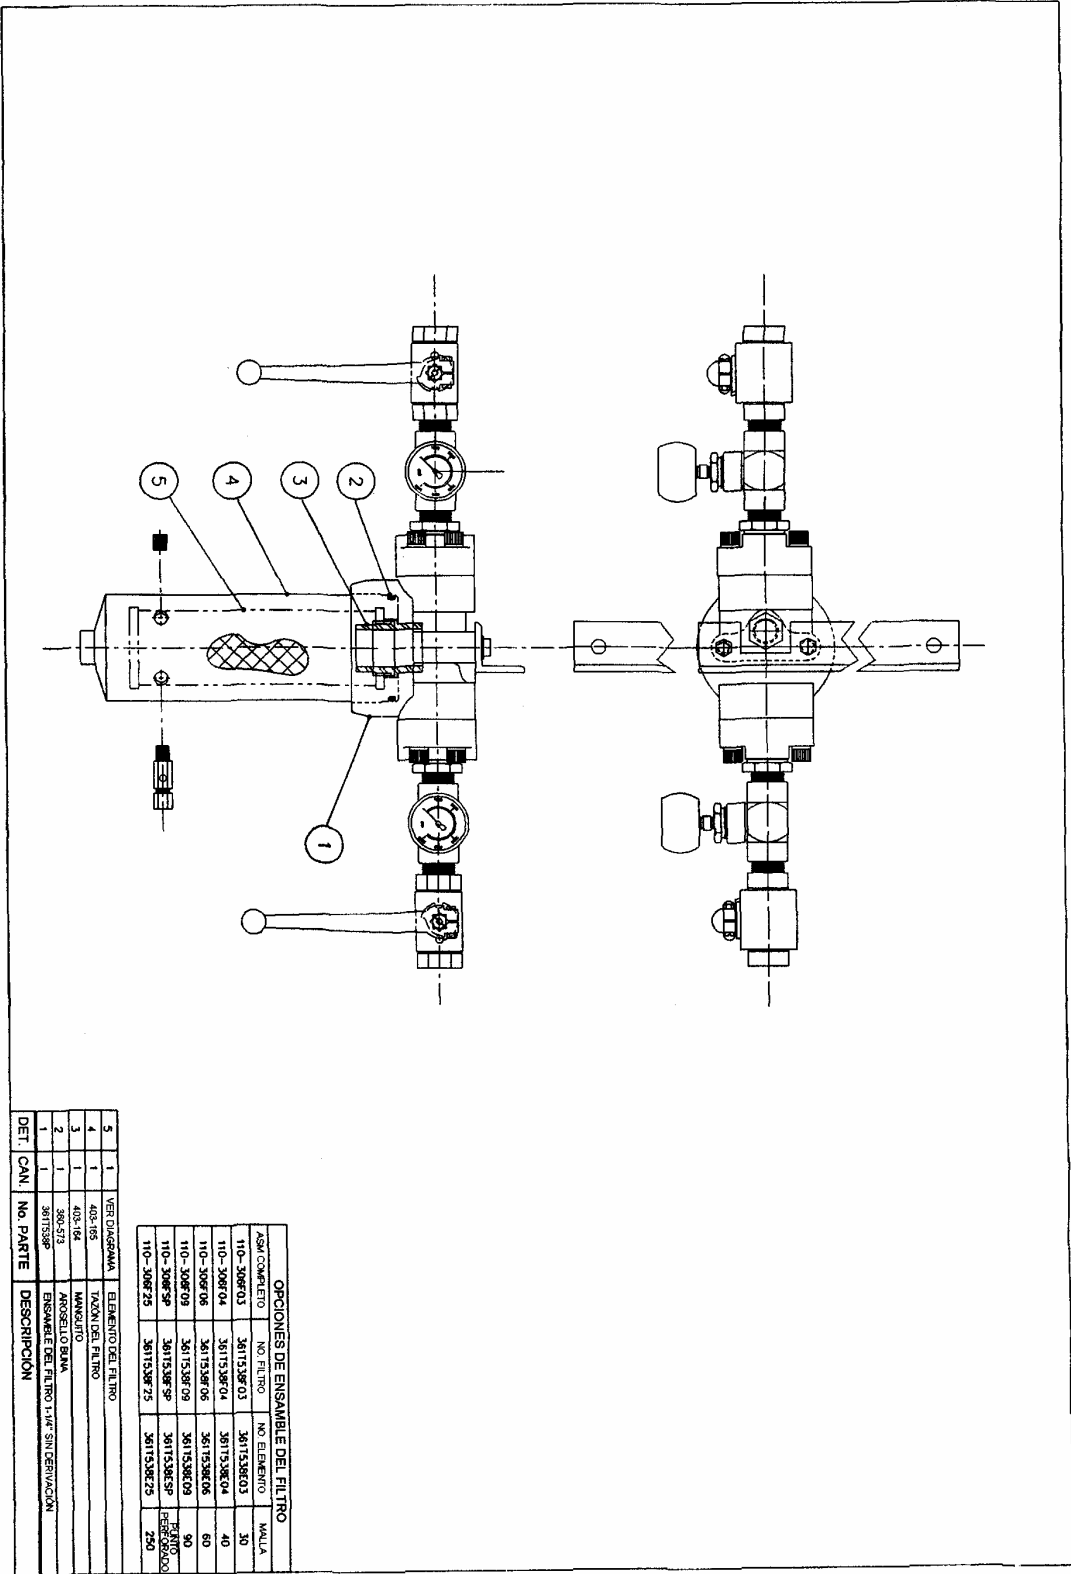 5
4
3
2
1
OPCIONES DE ENSAMBLE DEL FILTRO
ASM COMPLETO NO. FILTRO NO. ELEMENTO MALLA
110-306F03 361T538F03 361T538E03 30
110-306F04 361T538F04 361T538E04 40
110-306F06 361T538F06 361T538E06 60
110-306F09 361T538F09 361T538E09 90
110-306FSP 361T538FSP 361T538ESP PUNTO PERFORADO
110-306F25 361T538F25 361T538E25 250
5 1 VER DIAGRAMA ELEMENTO DEL FILTRO
4 1 403-165 TAZÓN DEL FILTRO
3 1 403-164 MANGUITO
2 1 360-573 AROSELLO BUNA
1 1 361T538P ENSAMBLE DEL FILTRO 1-1/4" SIN DERIVACIÓN
DET. CAN. No. PARTE DESCRIPCIÓN